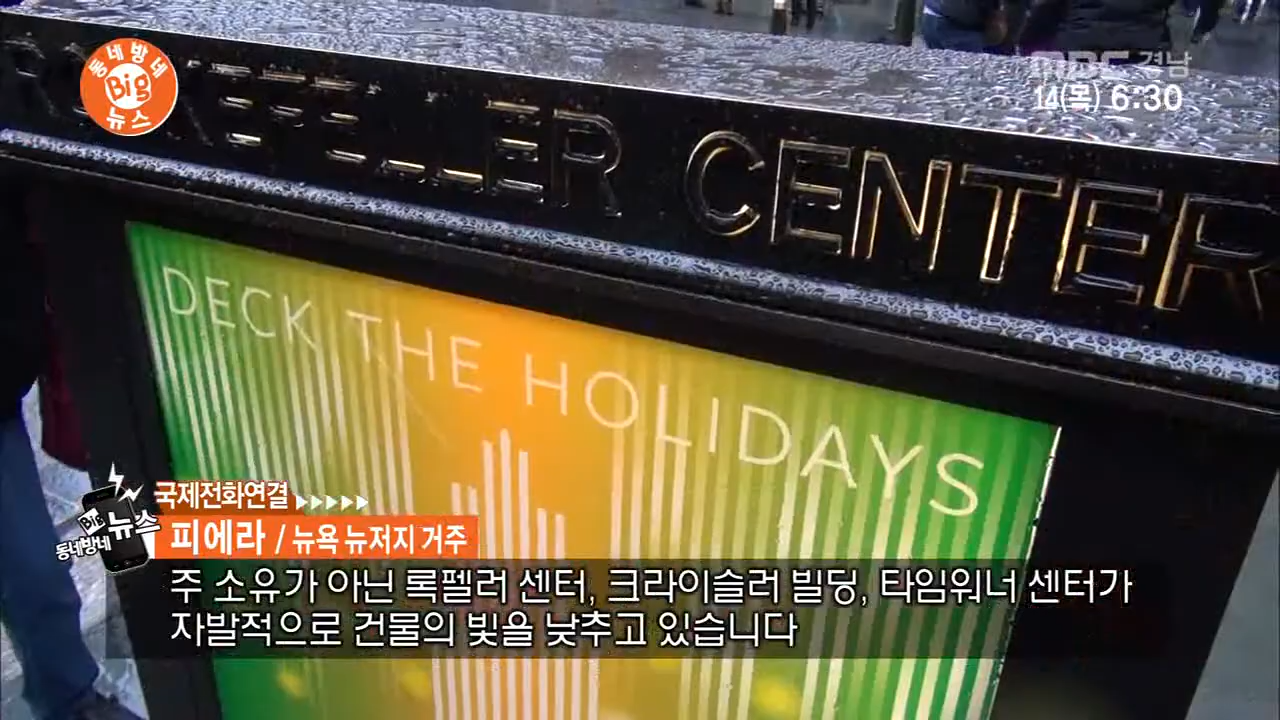 동네방네
Big
뉴스
MBC 경남
14(목) 6:30
ROCKEFELLER CENTER
DECK THE HOLIDAYS
국제전화연결
BIG 뉴스
동네방네
피에라 / 뉴욕 뉴저지 거주
주 소유가 아닌 록펠러 센터, 크라이슬러 빌딩, 타임워너 센터가
자발적으로 건물의 빛을 낮추고 있습니다